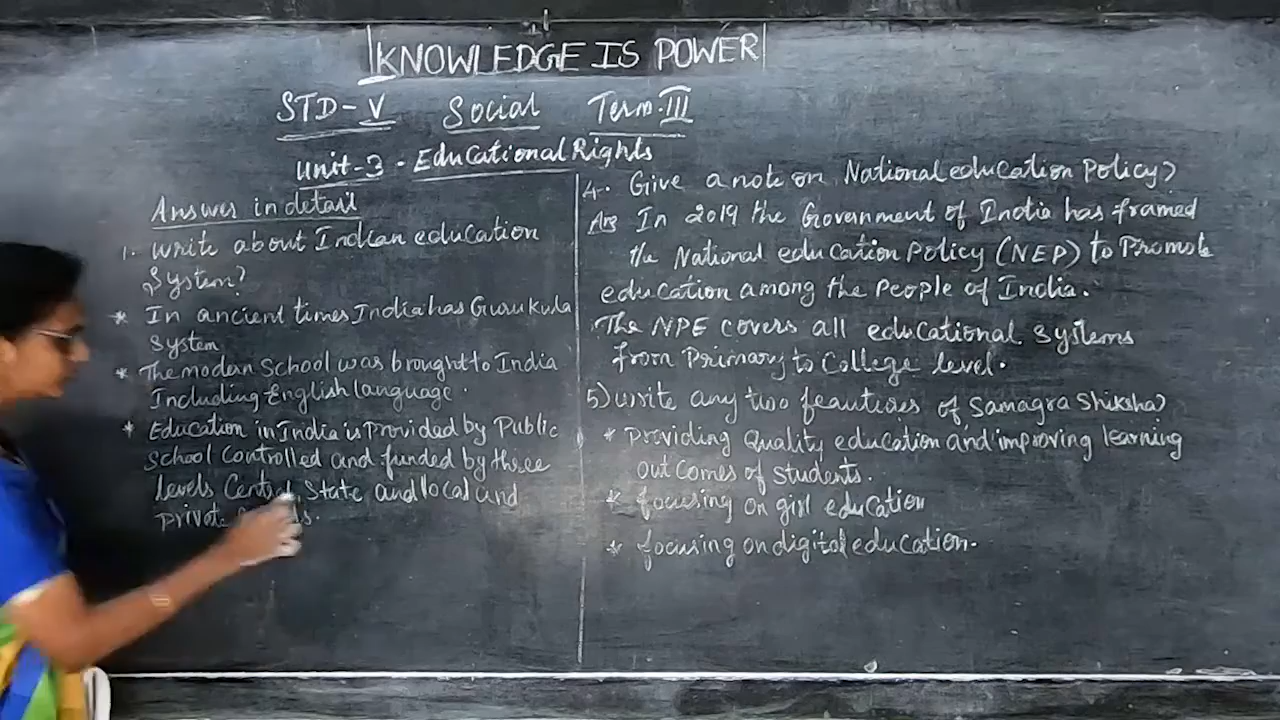 KNOWLEDGE IS POWER
STD-V Social Term-III
Unit-3 - Educational Rights
Answer in detail
1. Write about Indian education
System?
* In ancient times India has Gurukula
System
* The modern School was brought to India
Including English language.
* Education in India is Provided by Public
School Controlled and funded by three
levels Central State and local and
private
4. Give a note on National education Policy?
Ans In 2019 the Government of India has framed
the National education Policy (NEP) to Promote
education among the People of India.
The NPE covers all educational Systems
from Primary to College level.
5) Write any two feautures of Samagra Shiksha?
* Providing Quality education and improving learning
out Comes of Students.
* focusing on girl education
* focusing on digital education.